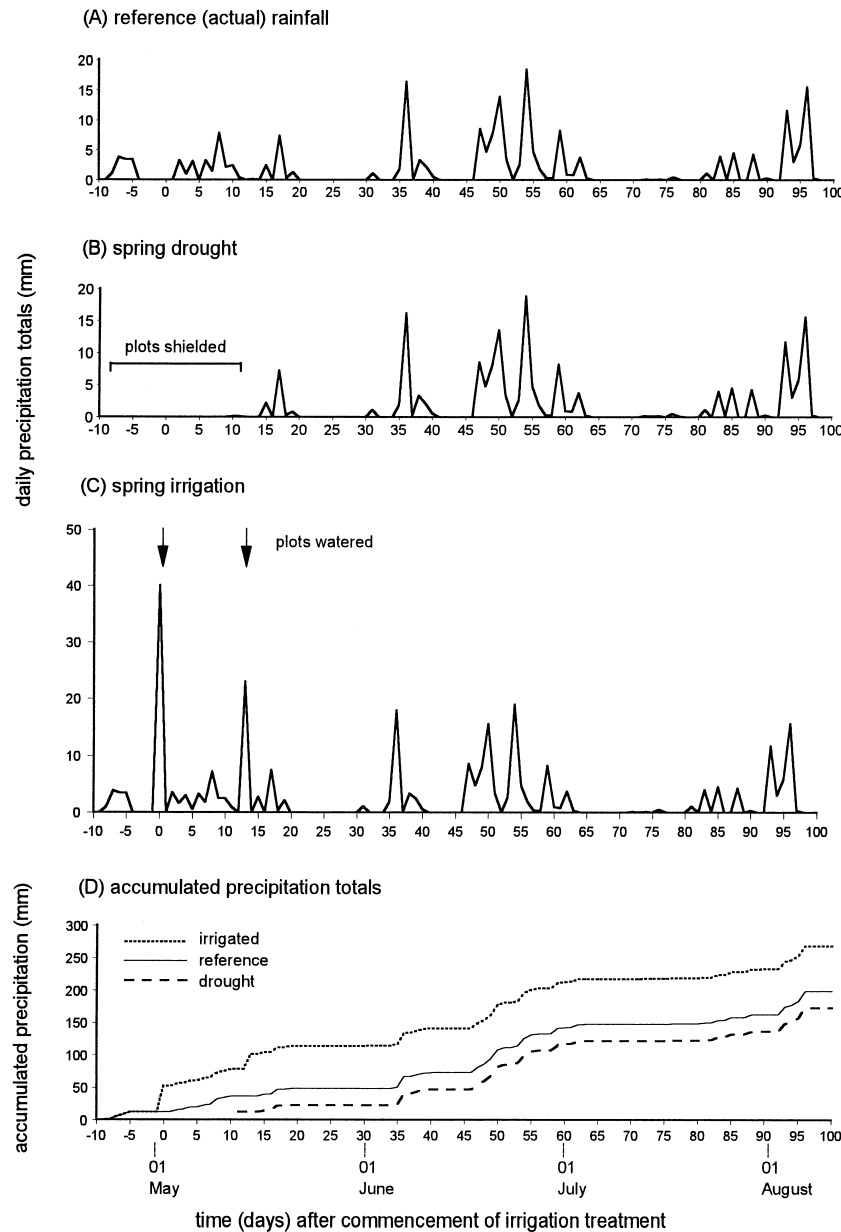 (A) reference (actual) rainfall
20
15
10
5
0
-10 -5 0 5 10 15 20 25 30 35 40 45 50 55 60 65 70 75 80 85 90 95 100
daily precipitation totals (mm)
(B) spring drought
20
15
10
5
0
plots shielded
-10 -5 0 5 10 15 20 25 30 35 40 45 50 55 60 65 70 75 80 85 90 95 100
(C) spring irrigation
50
40
30
20
10
0
plots watered
-10 -5 0 5 10 15 20 25 30 35 40 45 50 55 60 65 70 75 80 85 90 95 100
accumulated precipitation (mm)
(D) accumulated precipitation totals
300
250
200
150
100
50
0
irrigated
reference
drought
-10 -5 0 5 10 15 20 25 30 35 40 45 50 55 60 65 70 75 80 85 90 95 100
01 01 01 01
May June July August
time (days) after commencement of irrigation treatment